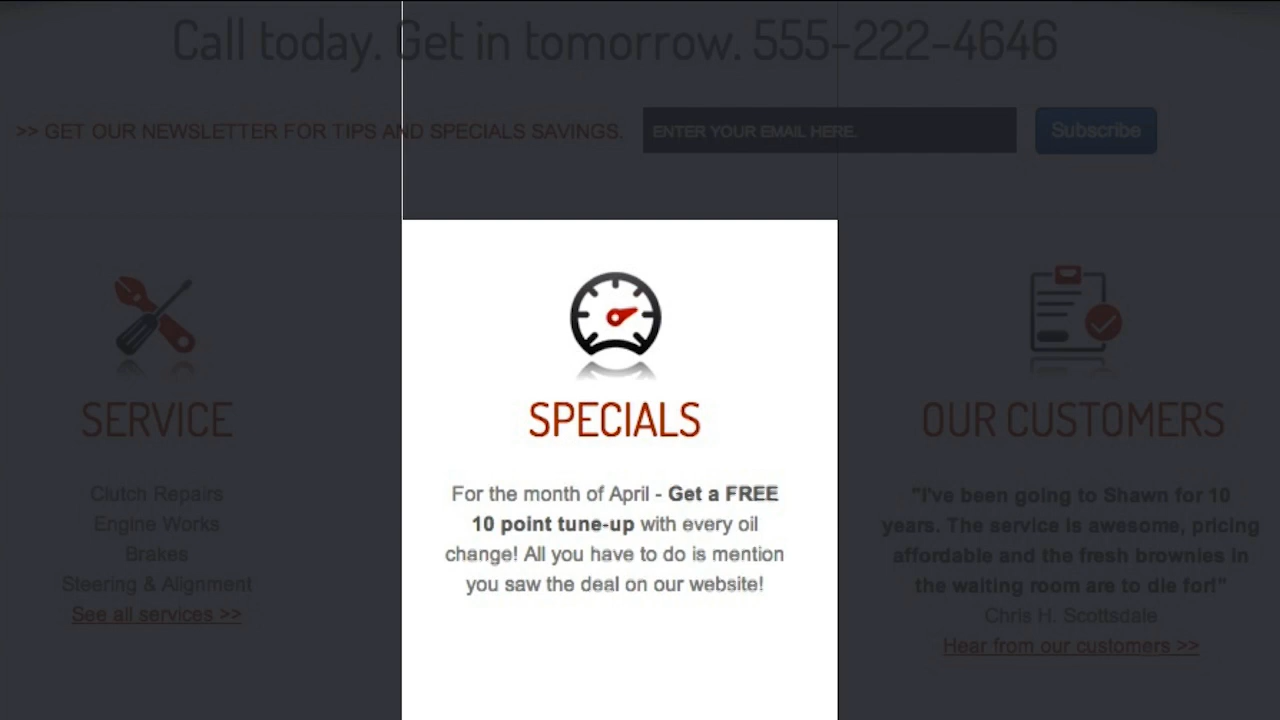 Call today. Get in tomorrow. 555-222-4646
>> GET OUR NEWSLETTER FOR TIPS AND SPECIALS SAVINGS.
ENTER YOUR EMAIL HERE.
Subscribe
SERVICE
Clutch Repairs
Engine Works
Brakes
Steering & Alignment
See all services >>
SPECIALS
For the month of April - Get a FREE
10 point tune-up with every oil
change! All you have to do is mention
you saw the deal on our website!
OUR CUSTOMERS
"I've been going to Shawn for 10
years. The service is awesome, pricing
affordable and the fresh brownies in
the waiting room are to die for!"
Chris H. Scottsdale
Hear from our customers >>